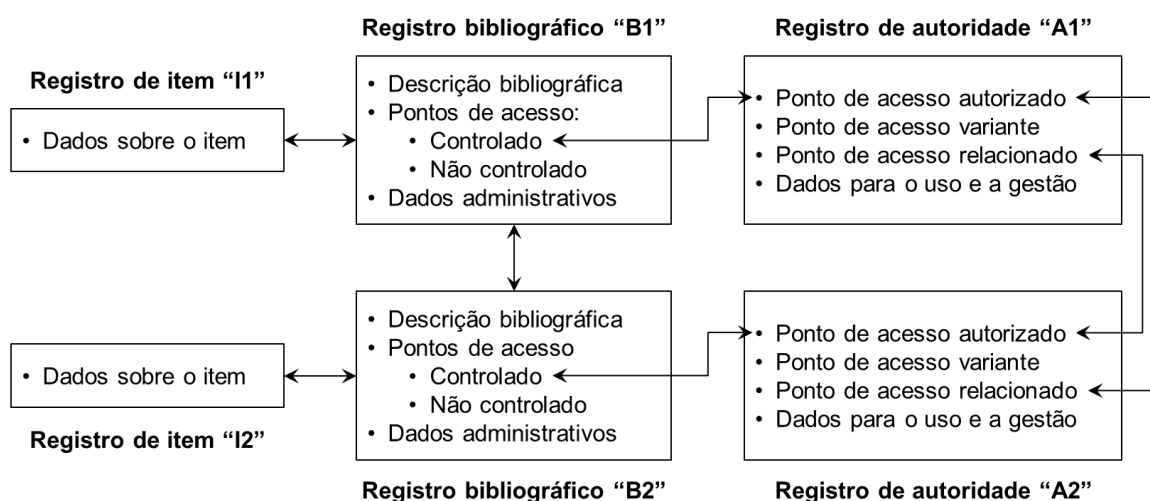 Registro bibliográfico “B1”
Registro de autoridade “A1”
Registro de item “I1”
• Dados sobre o item
• Descrição bibliográfica
• Pontos de acesso:
• Controlado
• Não controlado
• Dados administrativos
• Ponto de acesso autorizado
• Ponto de acesso variante
• Ponto de acesso relacionado
• Dados para o uso e a gestão
• Dados sobre o item
Registro de item “I2”
• Descrição bibliográfica
• Pontos de acesso
• Controlado
• Não controlado
• Dados administrativos
• Ponto de acesso autorizado
• Ponto de acesso variante
• Ponto de acesso relacionado
• Dados para o uso e a gestão
Registro bibliográfico “B2”
Registro de autoridade “A2”